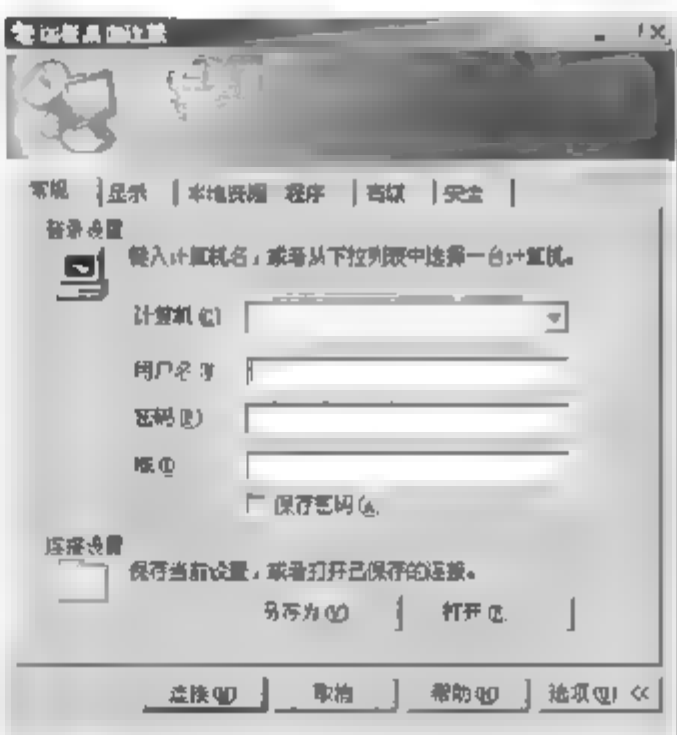 远程桌面连接
常规 显示 本地资源 程序 高级 安全
登录设置
键入计算机名，或者从下拉列表中选择一台计算机。
计算机(C)
用户名
密码(P)
域(D)
保存密码(A)
连接设置
保存当前设置，或者打开已保存的连接。
另存为(V) 打开(E)
连接(N) 取消 帮助(H) 选项(O) <<